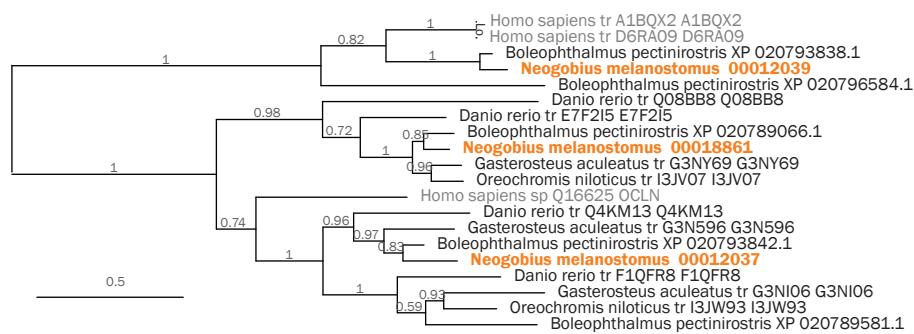 Homo sapiens tr A1BQX2 A1BQX2
1
Homo sapiens tr D6RA09 D6RA09
0.82
Boleophthalmus pectinirostris XP 020793838.1
1
1
Neogobius melanostomus 00012039
Boleophthalmus pectinirostris XP 020796584.1
Danio rerio tr Q08BB8 Q08BB8
0.98
Danio rerio tr E7F2I5 E7F2I5
0.72
0.85
Boleophthalmus pectinirostris XP 020789066.1
1
Neogobius melanostomus 00018861
1
0.96
Gasterosteus aculeatus tr G3NY69 G3NY69
Oreochromis niloticus tr I3JV07 I3JV07
Homo sapiens sp Q16625 OCLN
0.74
0.96
Danio rerio tr Q4KM13 Q4KM13
0.97
Gasterosteus aculeatus tr G3N596 G3N596
0.83
Boleophthalmus pectinirostris XP 020793842.1
1
Neogobius melanostomus 00012037
0.5
Danio rerio tr F1QFR8 F1QFR8
1
0.93
Gasterosteus aculeatus tr G3NI06 G3NI06
0.59
Oreochromis niloticus tr I3JW93 I3JW93
Boleophthalmus pectinirostris XP 020789581.1